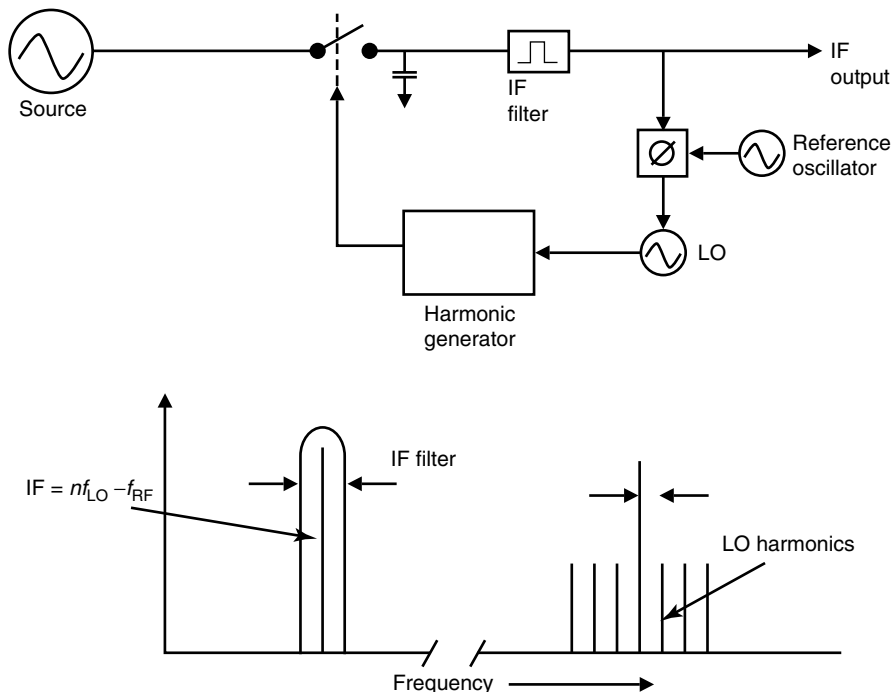 Source
IF
filter
IF
output
Reference
oscillator
Ø
LO
Harmonic
generator
IF = nfLO –fRF
IF filter
LO harmonics
Frequency